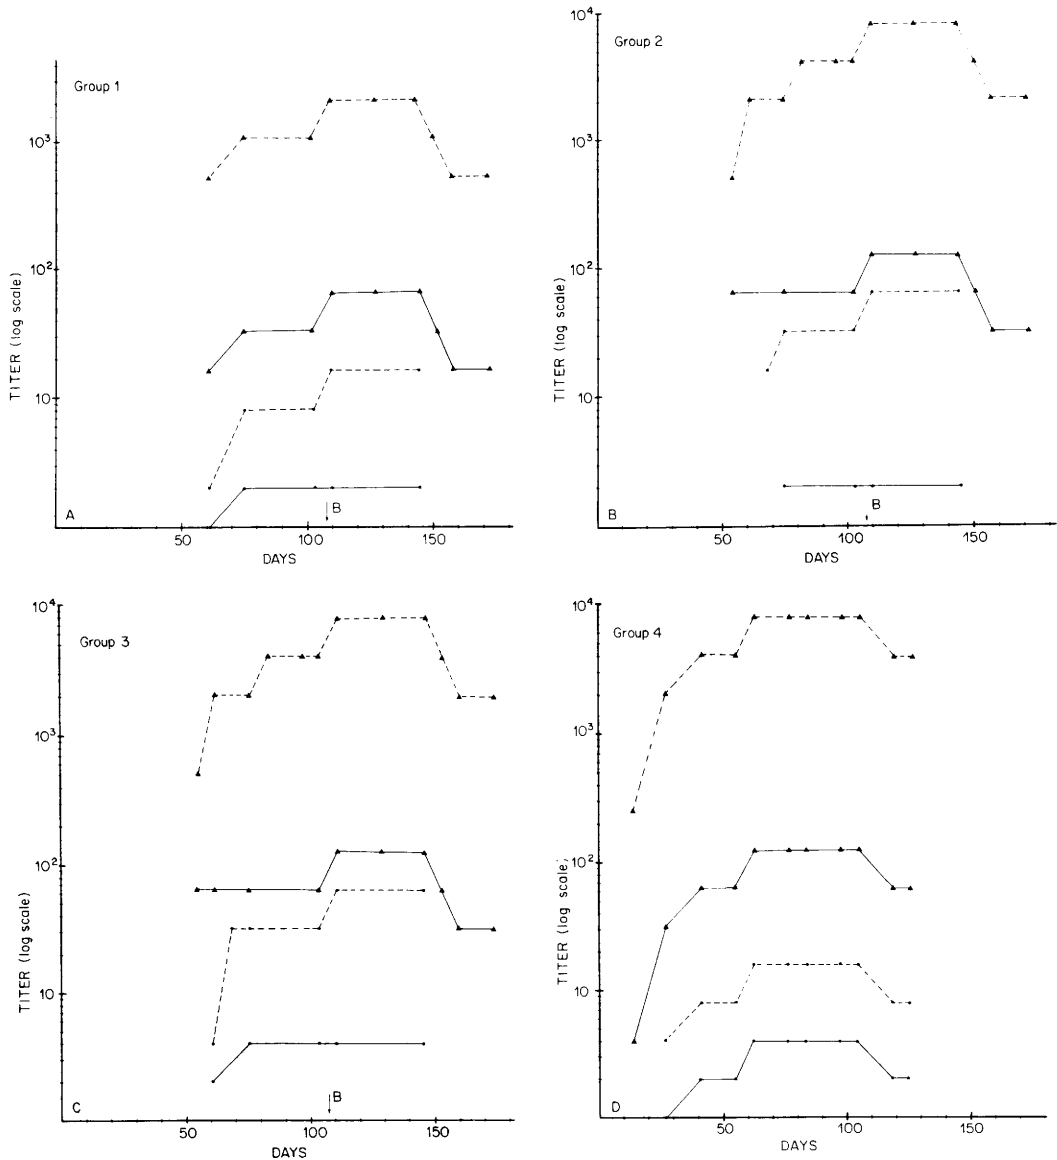 Group 1
10³
10²
10
TITER (log scale)
A
B
50
100
150
DAYS
Group 2
10⁴
10³
10²
10
TITER (log scale)
B
B
50
100
150
DAYS
Group 3
10⁴
10³
10²
10
TITER (log scale)
C
B
50
100
150
DAYS
Group 4
10⁴
10³
10²
10
TITER (log scale)
D
50
100
150
DAYS